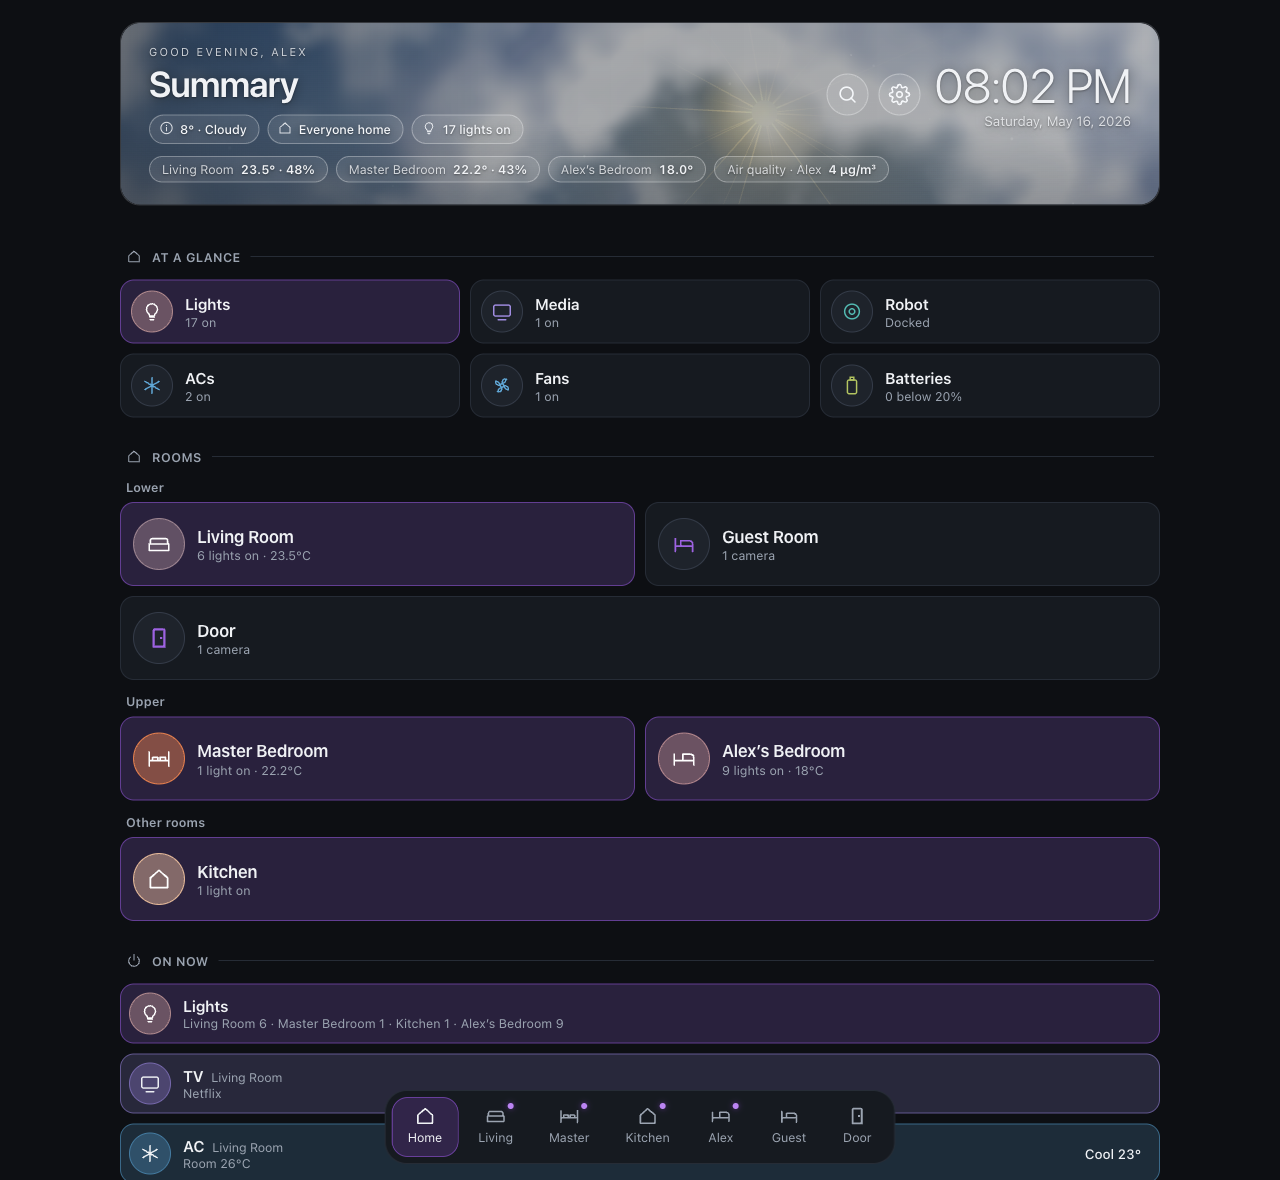 GOOD EVENING, ALEX
Summary
08:02 PM
Saturday, May 16, 2026
8° · Cloudy
Everyone home
17 lights on
Living Room 23.5° · 48%
Master Bedroom 22.2° · 43%
Alex's Bedroom 18.0°
Air quality · Alex 4 µg/m³
AT A GLANCE
Lights
17 on
Media
1 on
Robot
Docked
ACs
2 on
Fans
1 on
Batteries
0 below 20%
ROOMS
Lower
Living Room
6 lights on · 23.5°C
Guest Room
1 camera
Door
1 camera
Upper
Master Bedroom
1 light on · 22.2°C
Alex’s Bedroom
9 lights on · 18°C
Other rooms
Kitchen
1 light on
ON NOW
Lights
Living Room 6 · Master Bedroom 1 · Kitchen 1 · Alex’s Bedroom 9
TV Living Room
Netflix
AC Living Room
Room 26°C
Cool 23°
Home
Living
Master
Kitchen
Alex
Guest
Door